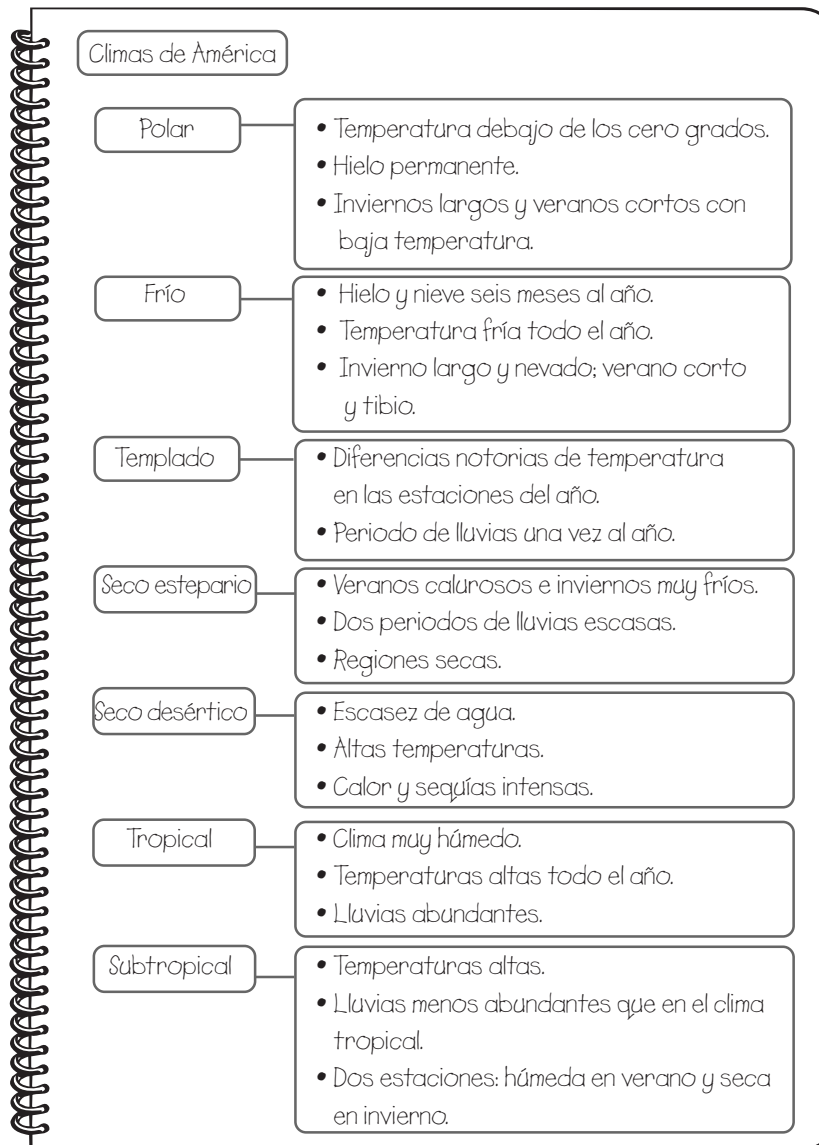 Climas de América
Polar
• Temperatura debajo de los cero grados.
• Hielo permanente.
• Inviernos largos y veranos cortos con
baja temperatura.
Frío
• Hielo y nieve seis meses al año.
• Temperatura fría todo el año.
• Invierno largo y nevado; verano corto
y tibio.
Templado
• Diferencias notorias de temperatura
en las estaciones del año.
• Periodo de lluvias una vez al año.
Seco estepario
• Veranos calurosos e inviernos muy fríos.
• Dos periodos de lluvias escasas.
• Regiones secas.
Seco desértico
• Escasez de agua.
• Altas temperaturas.
• Calor y sequías intensas.
Tropical
• Clima muy húmedo.
• Temperaturas altas todo el año.
• Lluvias abundantes.
Subtropical
• Temperaturas altas.
• Lluvias menos abundantes que en el clima
tropical.
• Dos estaciones: húmeda en verano y seca
en invierno.